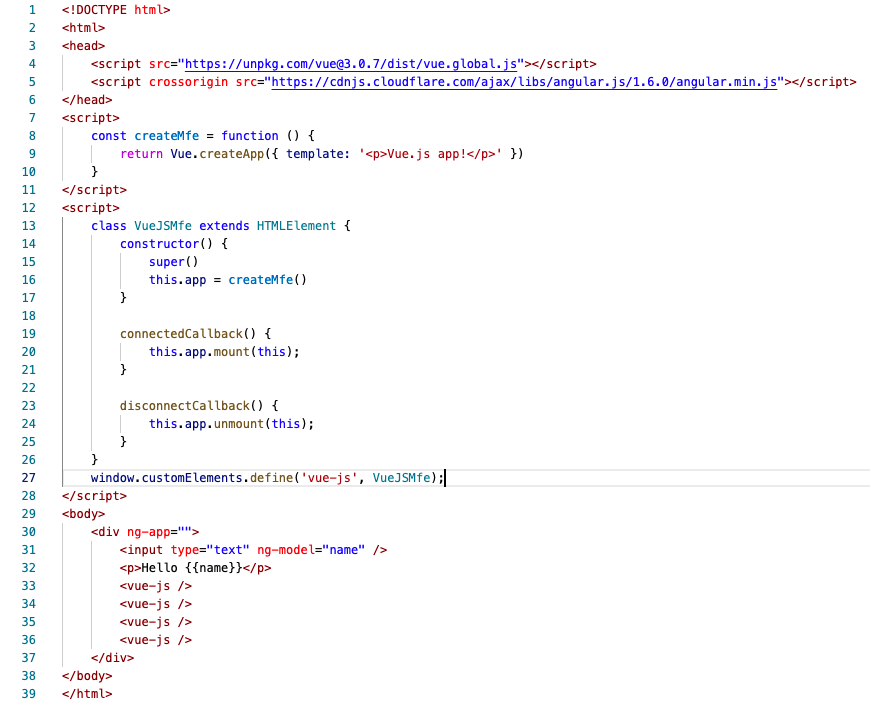 1 <!DOCTYPE html>
2 <html>
3 <head>
4     <script src="https://unpkg.com/vue@3.0.7/dist/vue.global.js"></script>
5     <script crossorigin src="https://cdnjs.cloudflare.com/ajax/libs/angular.js/1.6.0/angular.min.js"></script>
6 </head>
7 <script>
8     const createMfe = function () {
9         return Vue.createApp({ template: '<p>Vue.js app!</p>' })
10     }
11 </script>
12 <script>
13     class VueJSMfe extends HTMLElement {
14         constructor() {
15             super()
16             this.app = createMfe()
17         }
18
19         connectedCallback() {
20             this.app.mount(this);
21         }
22
23         disconnectCallback() {
24             this.app.unmount(this);
25         }
26     }
27     window.customElements.define('vue-js', VueJSMfe);
28 </script>
29 <body>
30     <div ng-app="">
31         <input type="text" ng-model="name" />
32         <p>Hello {{name}}</p>
33         <vue-js />
34         <vue-js />
35         <vue-js />
36         <vue-js />
37     </div>
38 </body>
39 </html>